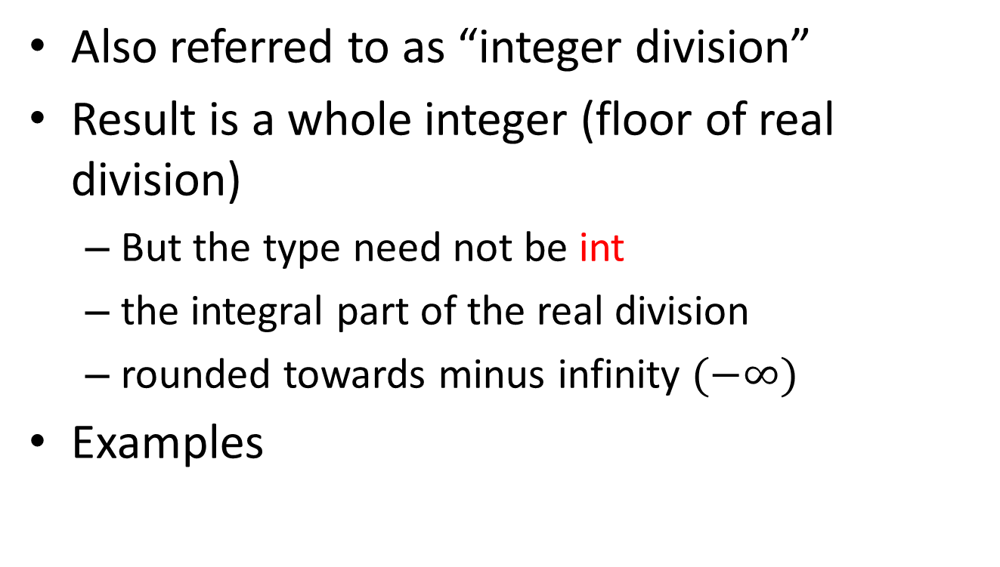 • Also referred to as “integer division”
• Result is a whole integer (floor of real
division)
– But the type need not be int
– the integral part of the real division
– rounded towards minus infinity (−∞)
• Examples